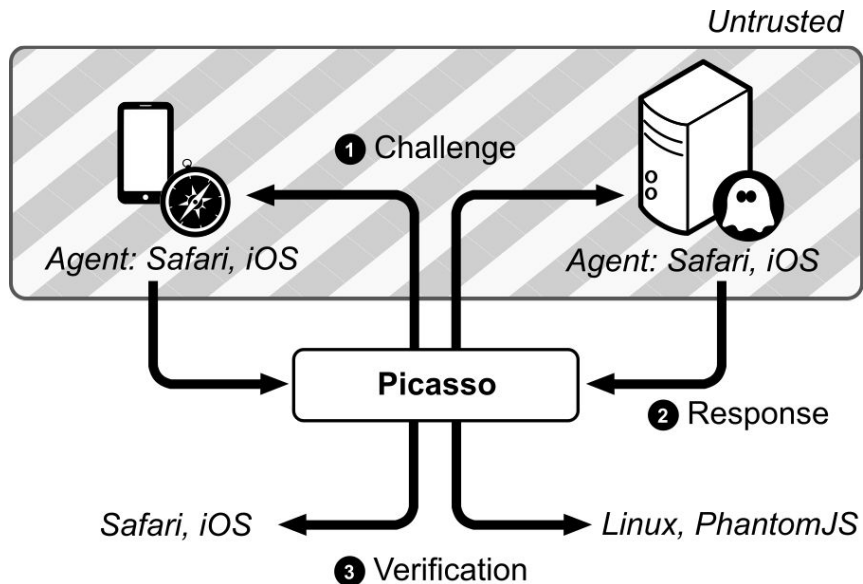 Untrusted
1 Challenge
Agent: Safari, iOS
Agent: Safari, iOS
Picasso
2 Response
Safari, iOS
Linux, PhantomJS
3 Verification